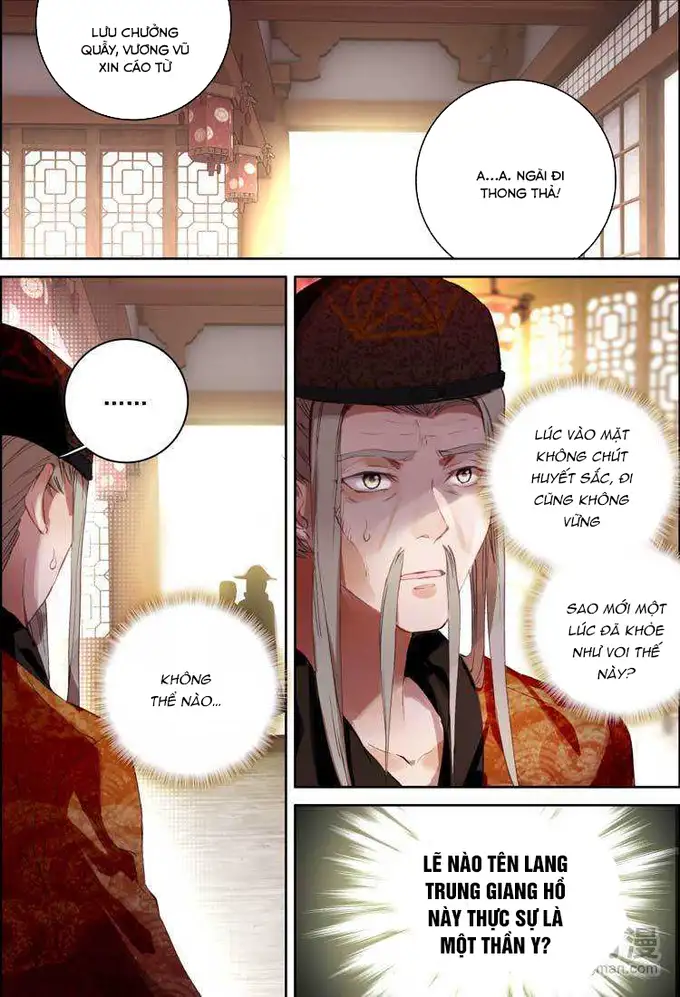 LƯU CHƯỞNG
QUẦY, VƯƠNG VŨ
XIN CÁO TỪ
A...A. NGÀI ĐI
THONG THẢ!
......
KHÔNG
THỂ NÀO...
LÚC VÀO MẶT
KHÔNG CHÚT
HUYẾT SẮC, ĐI
CŨNG KHÔNG
VỮNG
SAO MỚI MỘT
LÚC ĐÃ KHỎE
NHƯ VOI THẾ
NÀY?
LẼ NÀO TÊN LANG
TRUNG GIANG HỒ
NÀY THỰC SỰ LÀ
MỘT THẦN Y?
漫